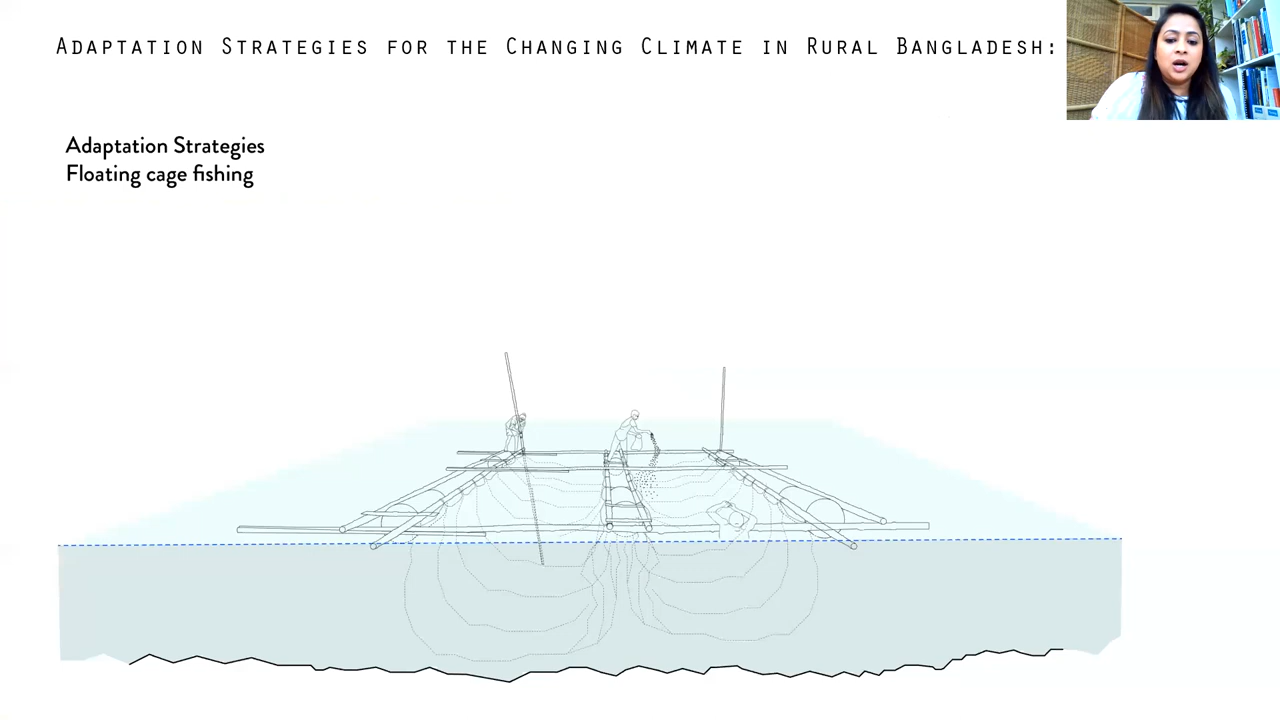 ADAPTATION STRATEGIES FOR THE CHANGING CLIMATE IN RURAL BANGLADESH:
Adaptation Strategies
Floating cage fishing